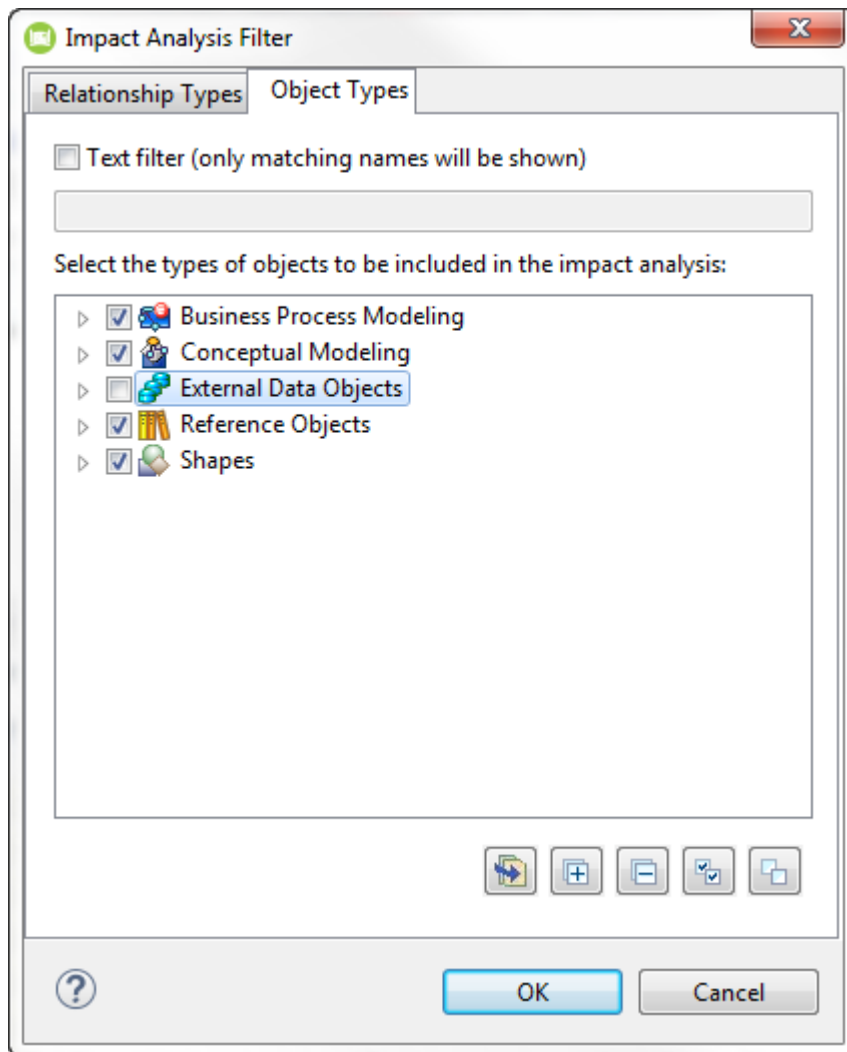 Impact Analysis Filter
Relationship Types Object Types
Text filter (only matching names will be shown)
Select the types of objects to be included in the impact analysis:
Business Process Modeling
Conceptual Modeling
External Data Objects
Reference Objects
Shapes
? OK Cancel